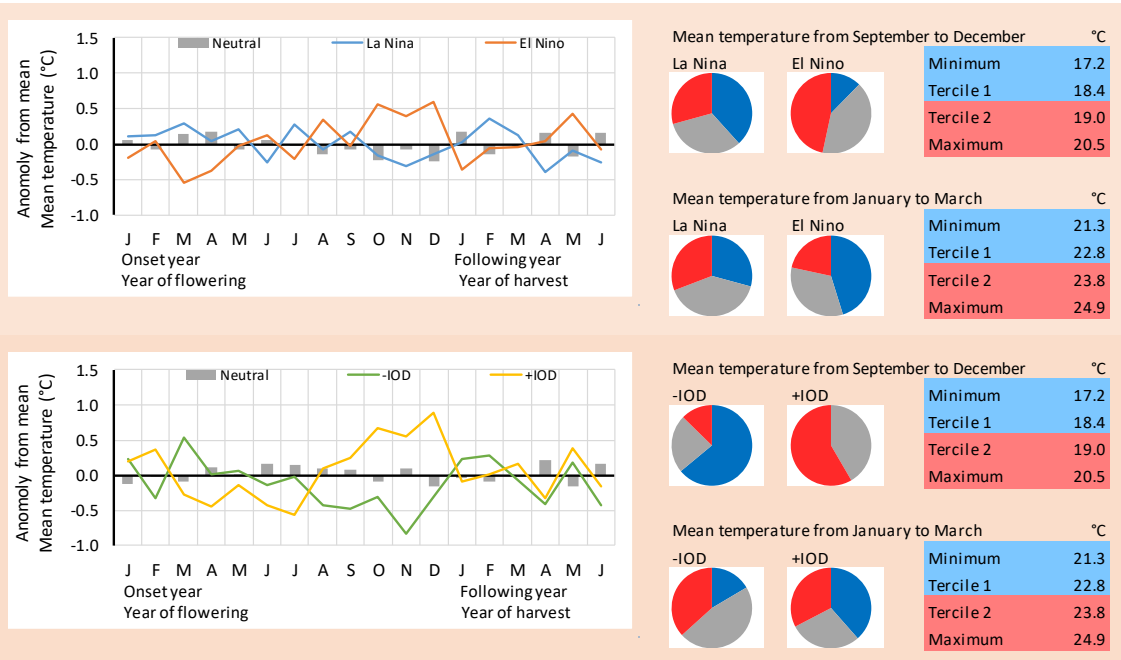 1.5
1.0
0.5
0.0
-0.5
-1.0
Anomoly from mean
Mean temperature (°C)
Neutral La Nina El Nino
J F M A M J J A S O N D J F M A M J
Onset year Following year
Year of flowering Year of harvest
Mean temperature from September to December °C
La Nina El Nino
Minimum 17.2
Tercile 1 18.4
Tercile 2 19.0
Maximum 20.5
Mean temperature from January to March °C
La Nina El Nino
Minimum 21.3
Tercile 1 22.8
Tercile 2 23.8
Maximum 24.9
1.5
1.0
0.5
0.0
-0.5
-1.0
Anomoly from mean
Mean temperature (°C)
Neutral -IOD +IOD
J F M A M J J A S O N D J F M A M J
Onset year Following year
Year of flowering Year of harvest
Mean temperature from September to December °C
-IOD +IOD
Minimum 17.2
Tercile 1 18.4
Tercile 2 19.0
Maximum 20.5
Mean temperature from January to March °C
-IOD +IOD
Minimum 21.3
Tercile 1 22.8
Tercile 2 23.8
Maximum 24.9